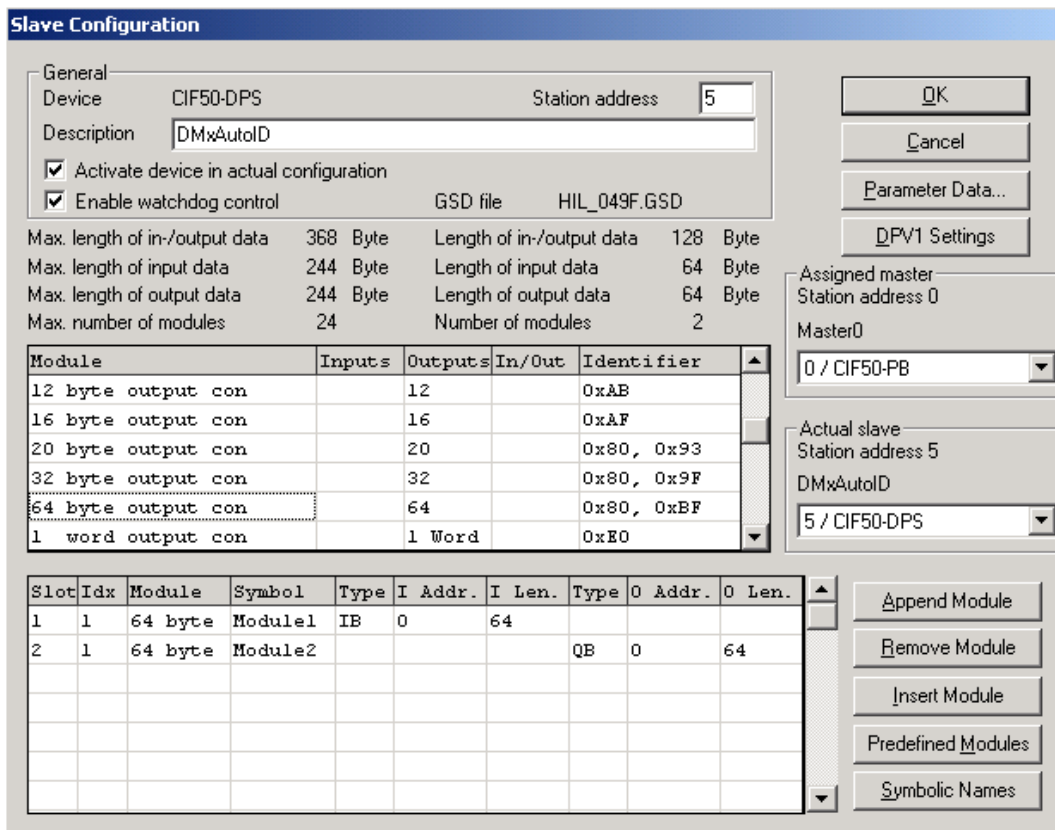 Slave Configuration
General
Device CIF50-DPS Station address 5
Description DMxAutoID
Activate device in actual configuration
Enable watchdog control GSD file HIL_049F.GSD
OK
Cancel
Parameter Data...
DPV1 Settings
Max. length of in-/output data 368 Byte Length of in-/output data 128 Byte
Max. length of input data 244 Byte Length of input data 64 Byte
Max. length of output data 244 Byte Length of output data 64 Byte
Max. number of modules 24 Number of modules 2
Assigned master
Station address 0
Master0
0 / CIF50-PB
Module Inputs Outputs In/Out Identifier
12 byte output con 12 0xAB
16 byte output con 16 0xAF
20 byte output con 20 0x80, 0x93
32 byte output con 32 0x80, 0x9F
64 byte output con 64 0x80, 0xBF
1 word output con 1 Word 0xE0
Actual slave
Station address 5
DMxAutoID
5 / CIF50-DPS
Slot Idx Module Symbol Type I Addr. I Len. Type O Addr. O Len.
1 1 64 byte Module1 IB 0 64
2 1 64 byte Module2 QB 0 64
Append Module
Remove Module
Insert Module
Predefined Modules
Symbolic Names